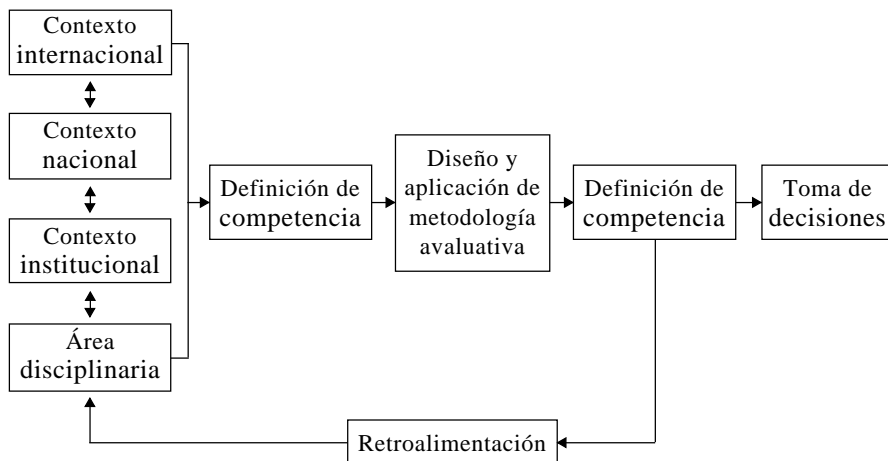 Contexto
internacional
Contexto
nacional
Contexto
institucional
Área
disciplinaria
Definición de
competencia
Diseño y
aplicación de
metodología
avaluativa
Definición de
competencia
Toma de
decisiones
Retroalimentación